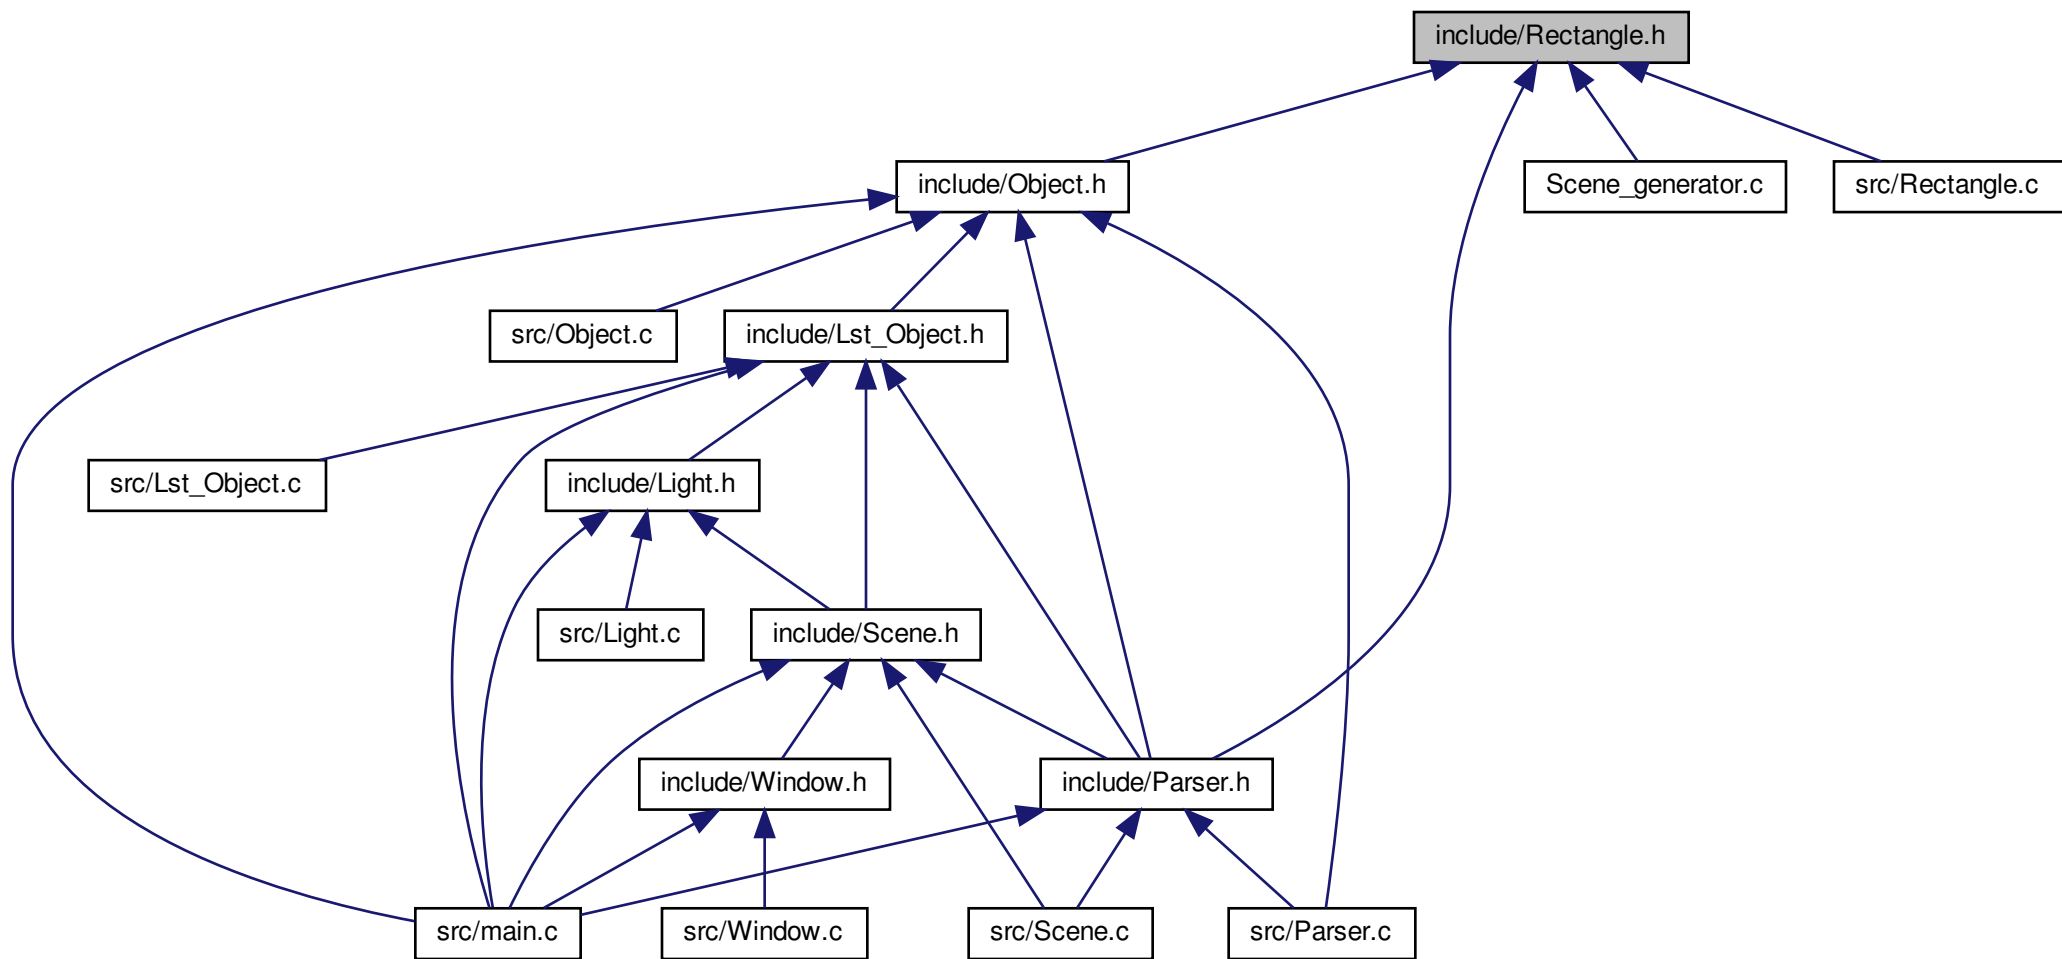 include/Rectangle.h
include/Object.h
Scene_generator.c
src/Rectangle.c
src/Object.c
include/Lst_Object.h
src/Lst_Object.c
include/Light.h
src/Light.c
include/Scene.h
include/Window.h
include/Parser.h
src/main.c
src/Window.c
src/Scene.c
src/Parser.c